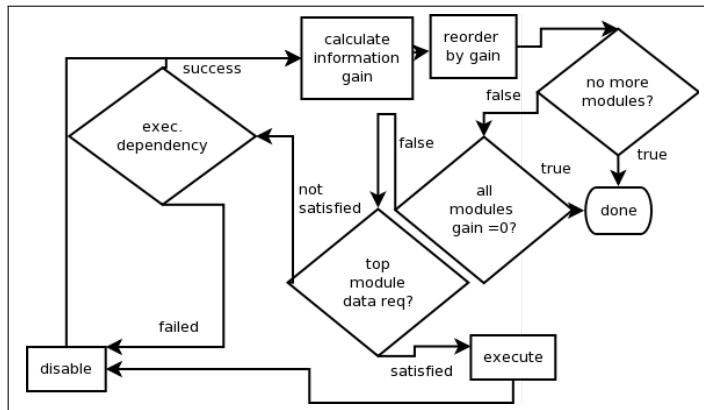 calculate
information
gain
reorder
by gain
no more
modules?
success
false
exec.
dependency
false
true
true
not
satisfied
all
modules
gain =0?
done
top
module
data req?
failed
disable
satisfied
execute